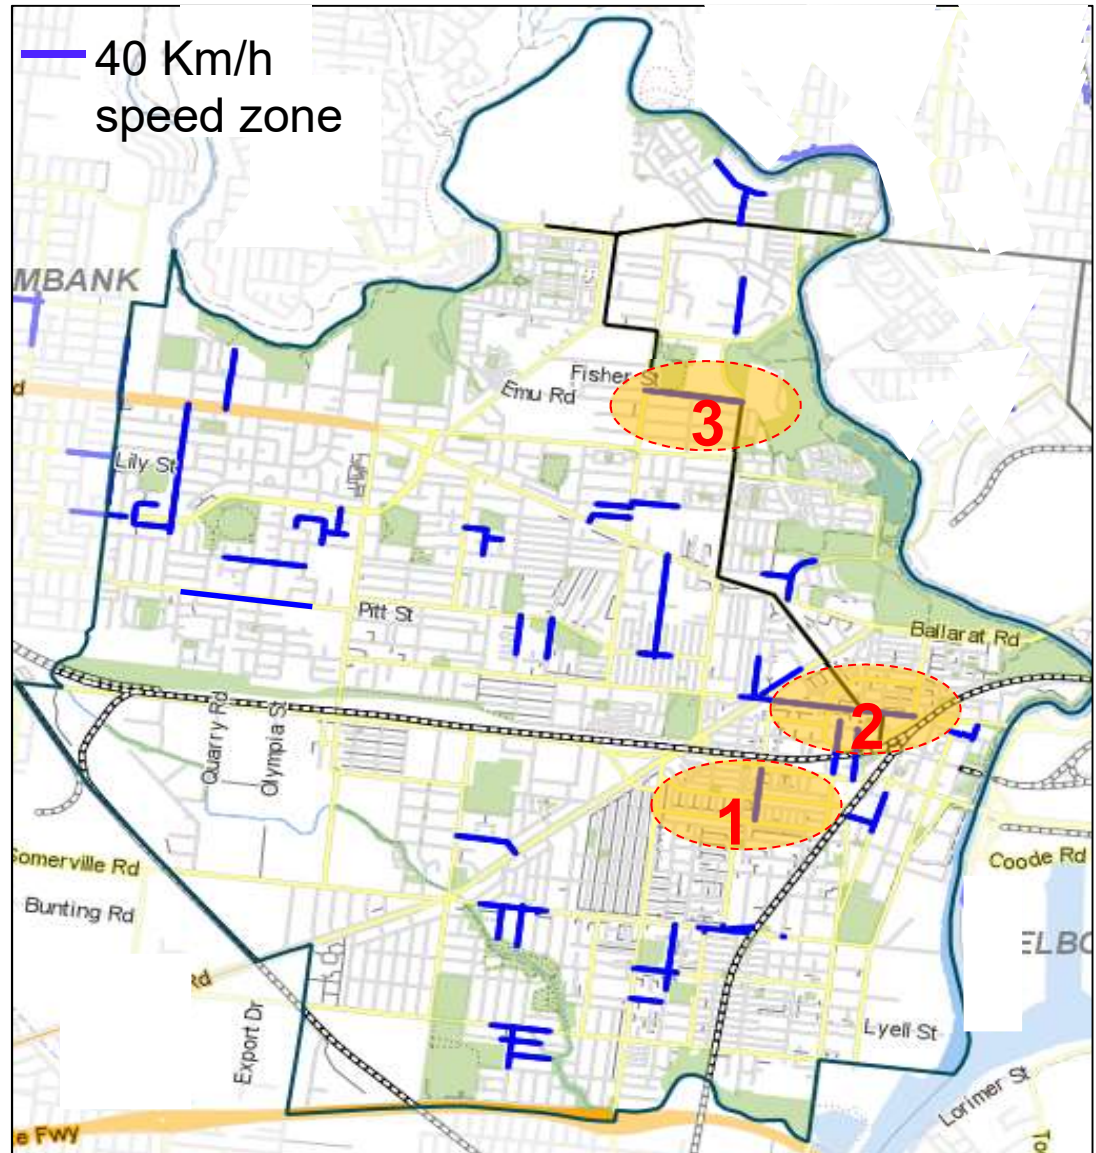 40 Km/h
speed zone
MBANK
d
Fisher St
Emu Rd
3
Lily St
Pitt St
Ballarat Rd
2
Quarry Rd
Olympia St
1
Somerville Rd
Coode Rd
Bunting Rd
ELBO
Rd
Export Dr
Lyell St
Lorimer St
To
e Fwy